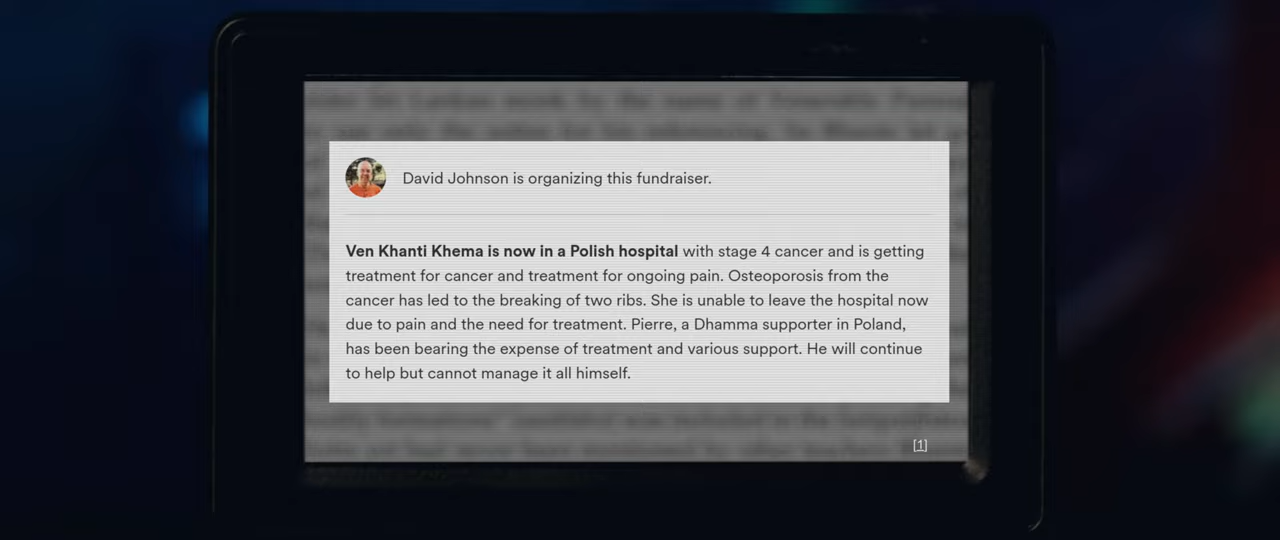 David Johnson is organizing this fundraiser.
Ven Khanti Khema is now in a Polish hospital with stage 4 cancer and is getting
treatment for cancer and treatment for ongoing pain. Osteoporosis from the
cancer has led to the breaking of two ribs. She is unable to leave the hospital now
due to pain and the need for treatment. Pierre, a Dhamma supporter in Poland,
has been bearing the expense of treatment and various support. He will continue
to help but cannot manage it all himself.
[1]